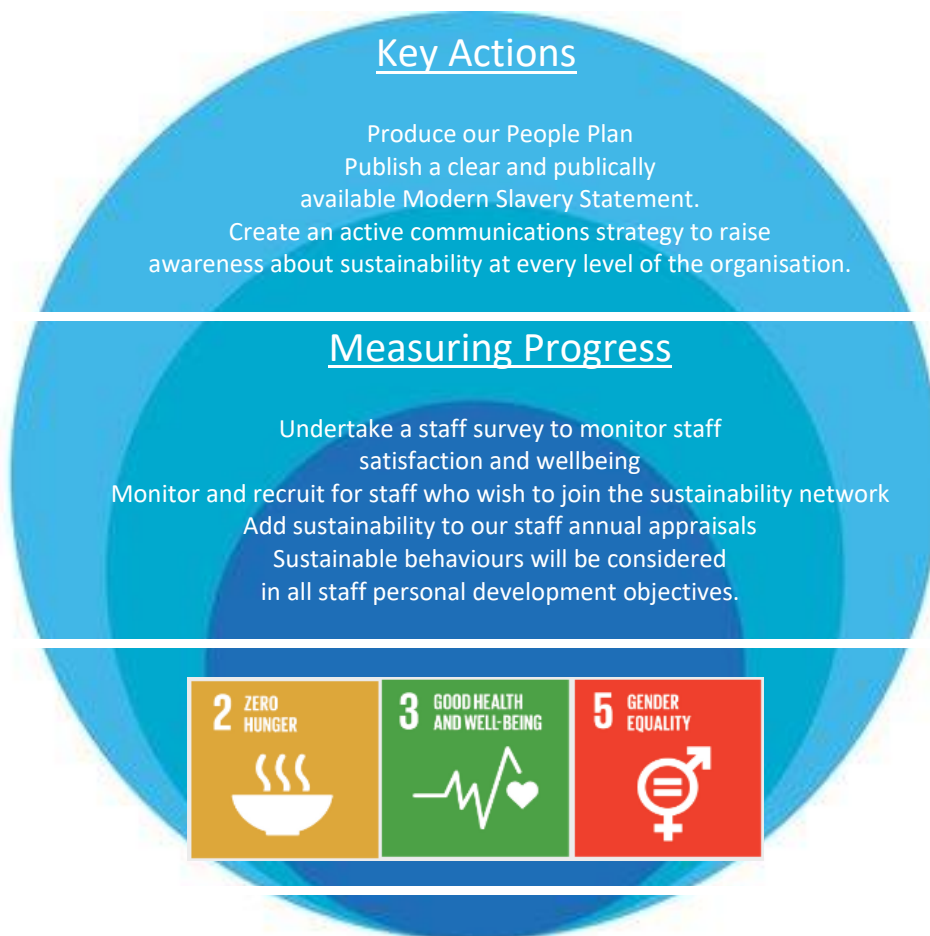 Key Actions
Produce our People Plan
Publish a clear and publically
available Modern Slavery Statement.
Create an active communications strategy to raise
awareness about sustainability at every level of the organisation.
Measuring Progress
Undertake a staff survey to monitor staff
satisfaction and wellbeing
Monitor and recruit for staff who wish to join the sustainability network
Add sustainability to our staff annual appraisals
Sustainable behaviours will be considered
in all staff personal development objectives.
2 ZERO
HUNGER
3 GOOD HEALTH
AND WELL-BEING
5 GENDER
EQUALITY